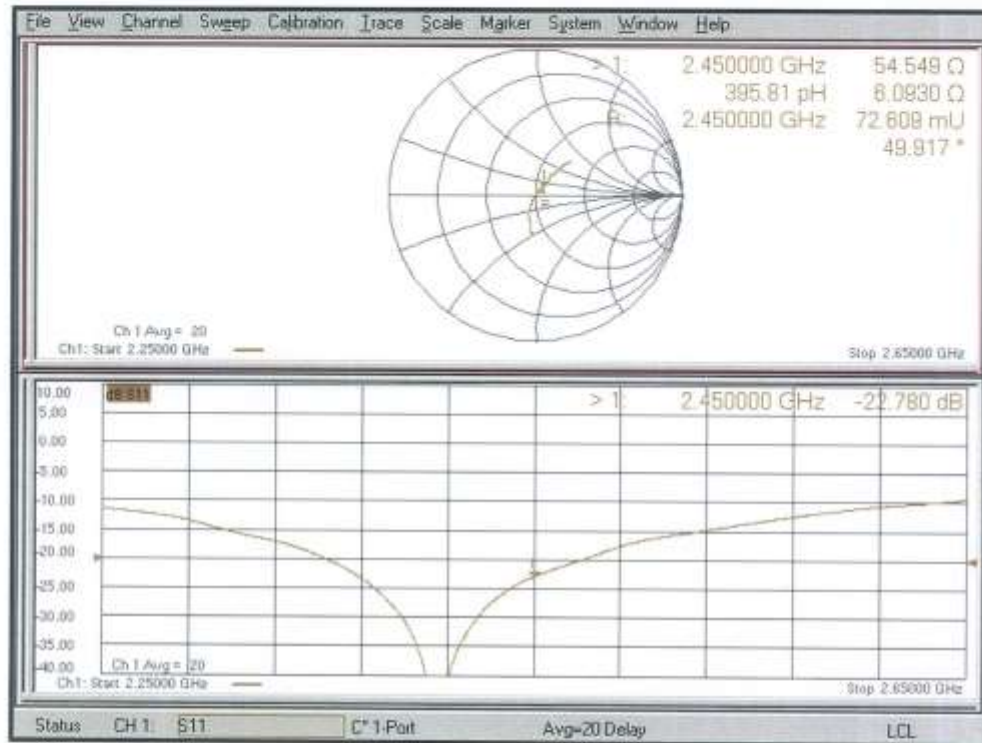 File View Channel Sweep Calibration Trace Scale Marker System Window Help
> 1: 2.450000 GHz 54.549 Ω
395.81 pH 6.0930 Ω
R: 2.450000 GHz 72.609 mU
49.917 °
Ch 1 Avg = 20
Ch1: Start 2.25000 GHz
Stop 2.65000 GHz
10.00
dB S11
> 1: 2.450000 GHz -22.780 dB
5.00
0.00
-5.00
-10.00
-15.00
-20.00
-25.00
-30.00
-35.00
-40.00
Ch 1 Avg = 20
Ch1: Start 2.25000 GHz
Stop 2.65000 GHz
Status CH 1: S11 C* 1-Port Avg=20 Delay LCL